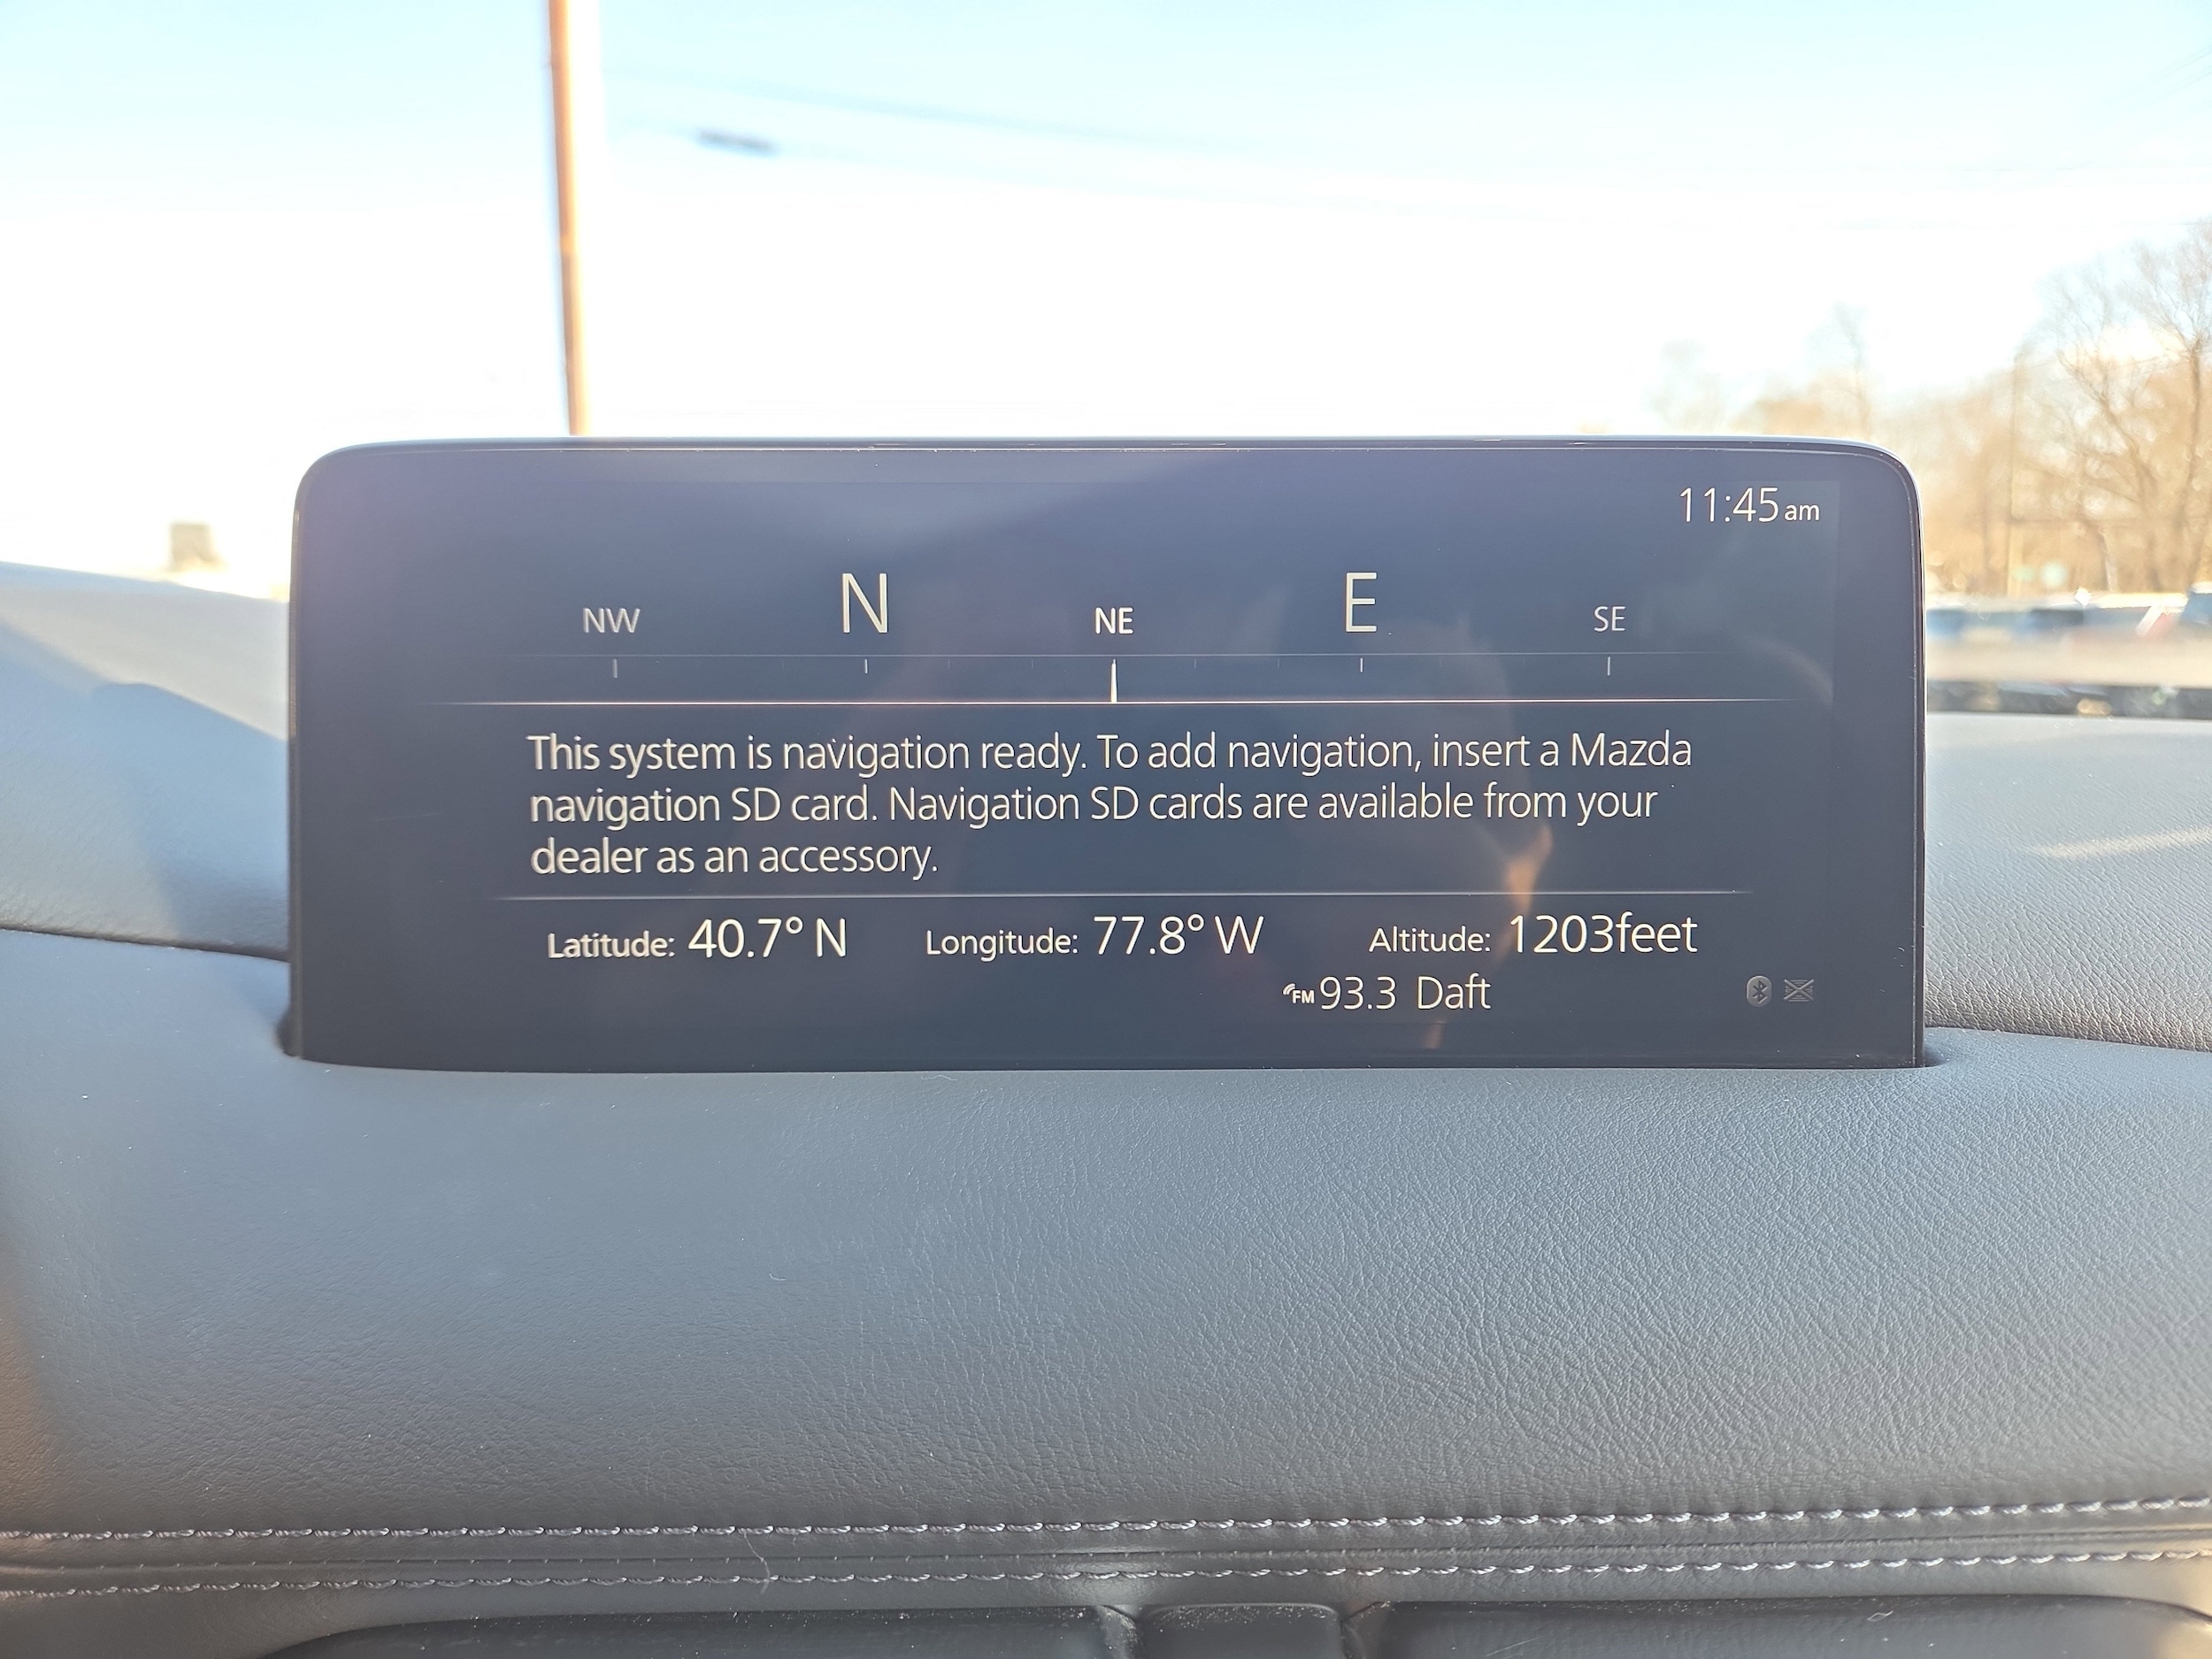 11:45 am
NW N NE E SE
This system is navigation ready. To add navigation, insert a Mazda
navigation SD card. Navigation SD cards are available from your
dealer as an accessory.
Latitude: 40.7° N Longitude: 77.8° W Altitude: 1203feet
FM 93.3 Daft